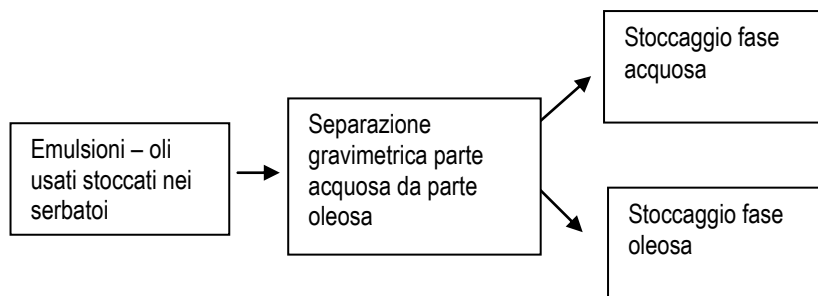 Emulsioni – oli
usati stoccati nei
serbatoi
Separazione
gravimetrica parte
acquosa da parte
oleosa
Stoccaggio fase
acquosa
Stoccaggio fase
oleosa